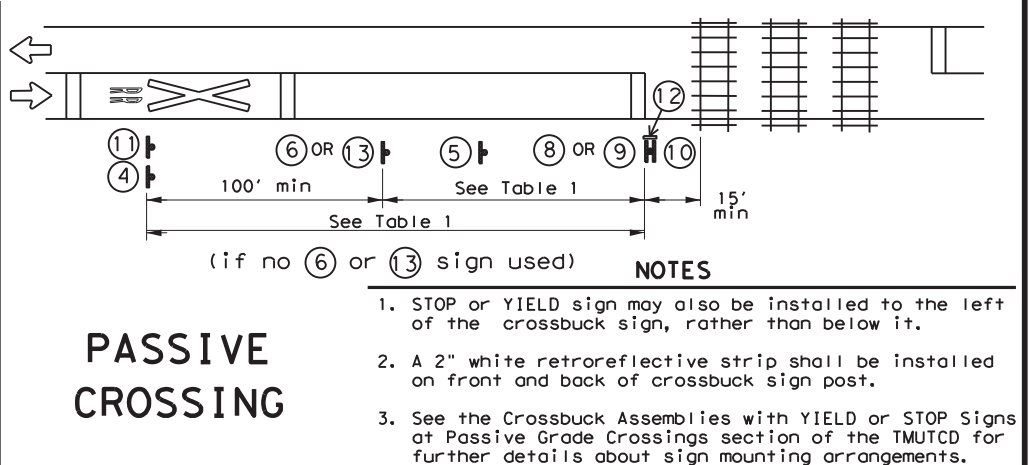 RR
12
11
6 OR 13
5
8 OR 9
10
4
100' min
See Table 1
15'
min
See Table 1
(if no 6 or 13 sign used)
NOTES
PASSIVE
CROSSING
1. STOP or YIELD sign may also be installed to the left
of the crossbuck sign, rather than below it.
2. A 2" white retroreflective strip shall be installed
on front and back of crossbuck sign post.
3. See the Crossbuck Assemblies with YIELD or STOP Signs
at Passive Grade Crossings section of the TMUTCD for
further details about sign mounting arrangements.